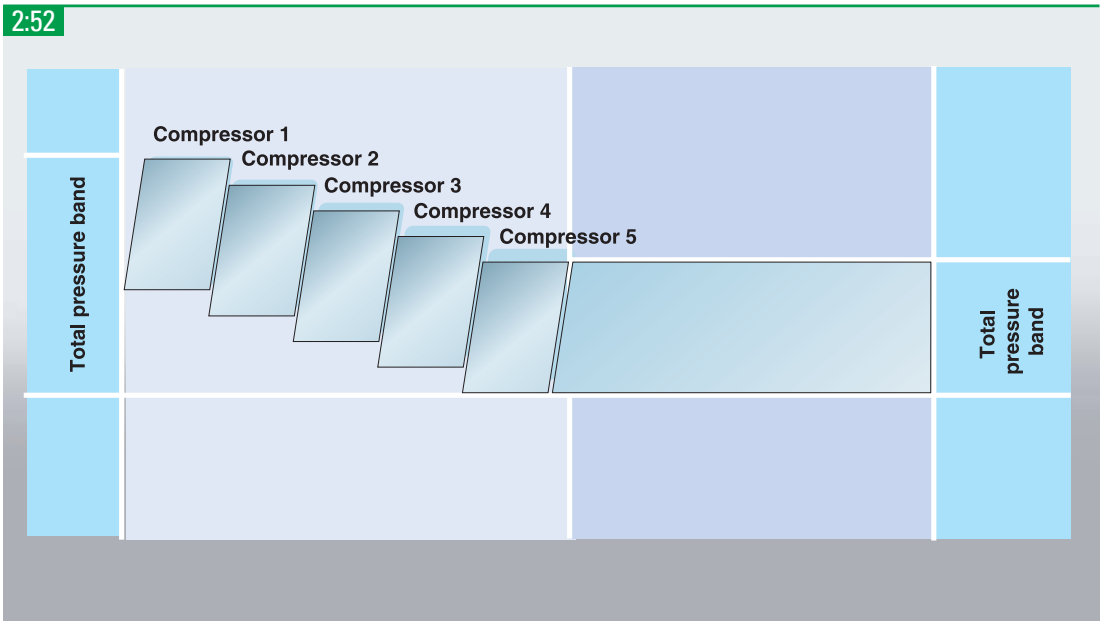 2:52
Compressor 1
Compressor 2
Compressor 3
Compressor 4
Compressor 5
Total pressure band
Total
pressure
band